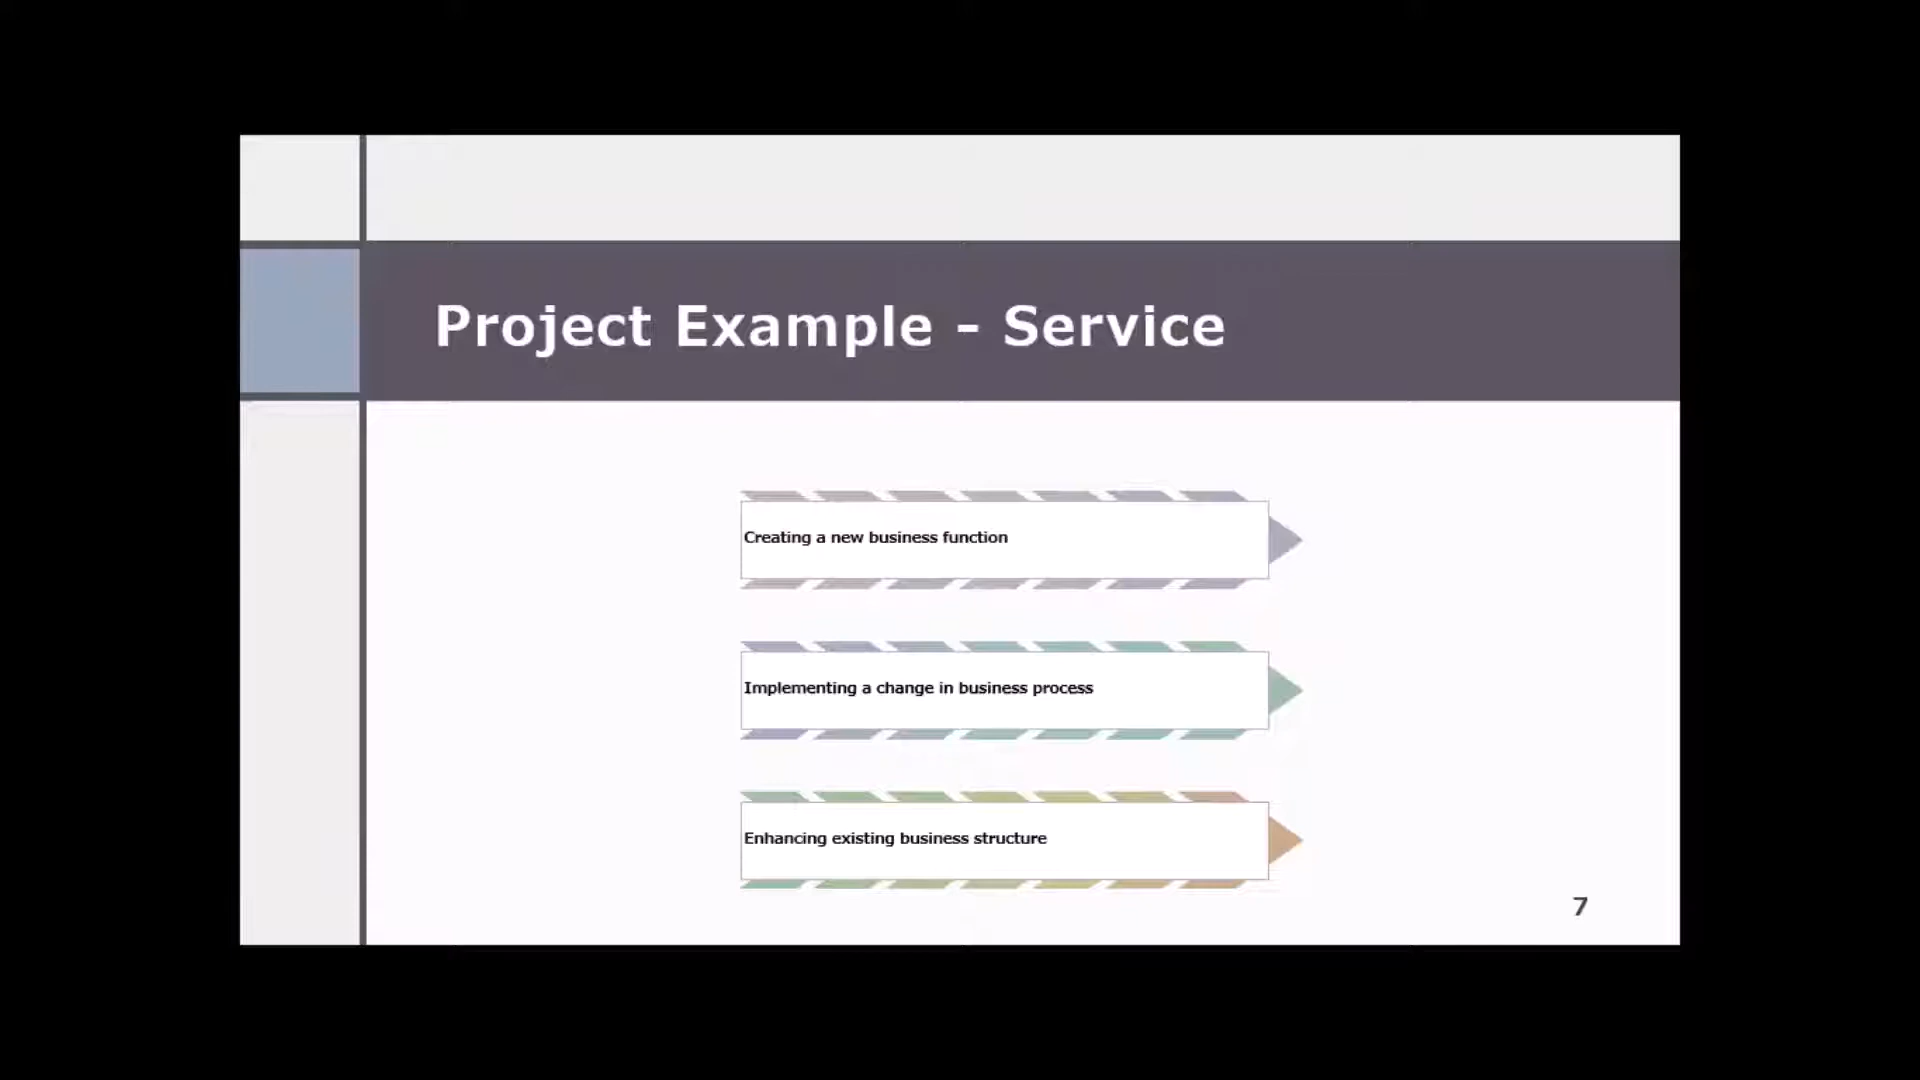 Project Example - Service
Creating a new business function
Implementing a change in business process
Enhancing existing business structure
7